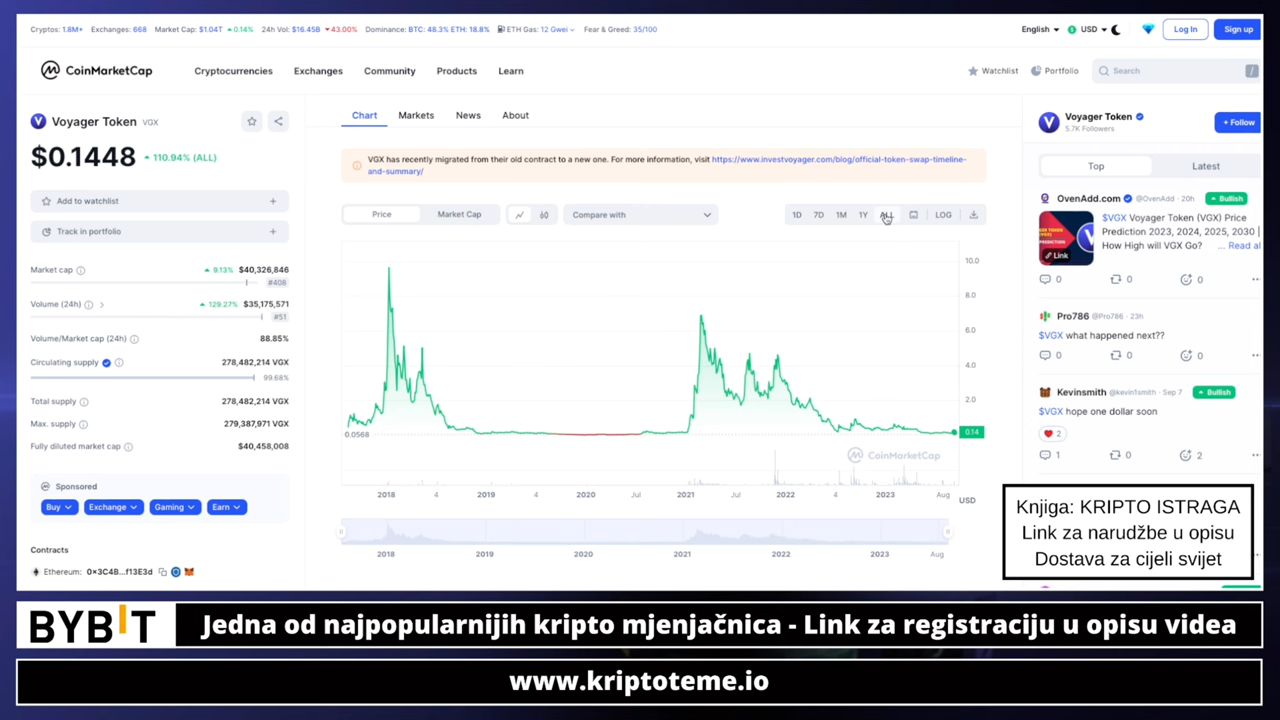 Cryptos: 1.8M+ Exchanges: 668 Market Cap: $1.04T 0.14% 24h Vol: $16.45B 43.00% Dominance: BTC: 48.3% ETH: 18.8% ETH Gas: 12 Gwei Fear & Greed: 35/100
English USD Log In Sign up
CoinMarketCap Cryptocurrencies Exchanges Community Products Learn
Watchlist Portfolio Search /
Voyager Token VGX
$0.1448 110.94% (ALL)
Add to watchlist +
Track in portfolio +
Market cap 9.13% $40,326,846
#408
Volume (24h) 129.27% $35,175,571
#51
Volume/Market cap (24h) 88.85%
Circulating supply 278,482,214 VGX
99.68%
Total supply 278,482,214 VGX
Max. supply 279,387,971 VGX
Fully diluted market cap $40,458,008
Sponsored
Buy Exchange Gaming Earn
Contracts
Ethereum: 0x3C4B...f13E3d
Chart Markets News About
VGX has recently migrated from their old contract to a new one. For more information, visit https://www.investvoyager.com/blog/official-token-swap-timeline-
and-summary/
Price Market Cap Compare with 1D 7D 1M 1Y ALL LOG
10.0
8.0
6.0
4.0
2.0
0.0568 0.14
CoinMarketCap
2018 4 2019 4 2020 Jul 2021 Jul 2022 2023 Aug USD
2018 2019 2020 2021 2022 2023 Aug
Voyager Token
5.7K Followers
+ Follow
Top Latest
OvenAdd.com @OvenAdd · 20h Bullish
$VGX Voyager Token (VGX) Price
Prediction 2023, 2024, 2025, 2030 |
How High will VGX Go? ... Read al
PREDICTION
Link
0 0 0 ...
Pro786 @Pro786 · 23h
$VGX what happened next??
0 0 0 ...
Kevinsmith @kevin1smith · Sep 7 Bullish
$VGX hope one dollar soon
2
1 0 2 ...
Knjiga: KRIPTO ISTRAGA
Link za narudžbe u opisu
Dostava za cijeli svijet
BYBIT Jedna od najpopularnijih kripto mjenjačnica - Link za registraciju u opisu videa
www.kriptoteme.io